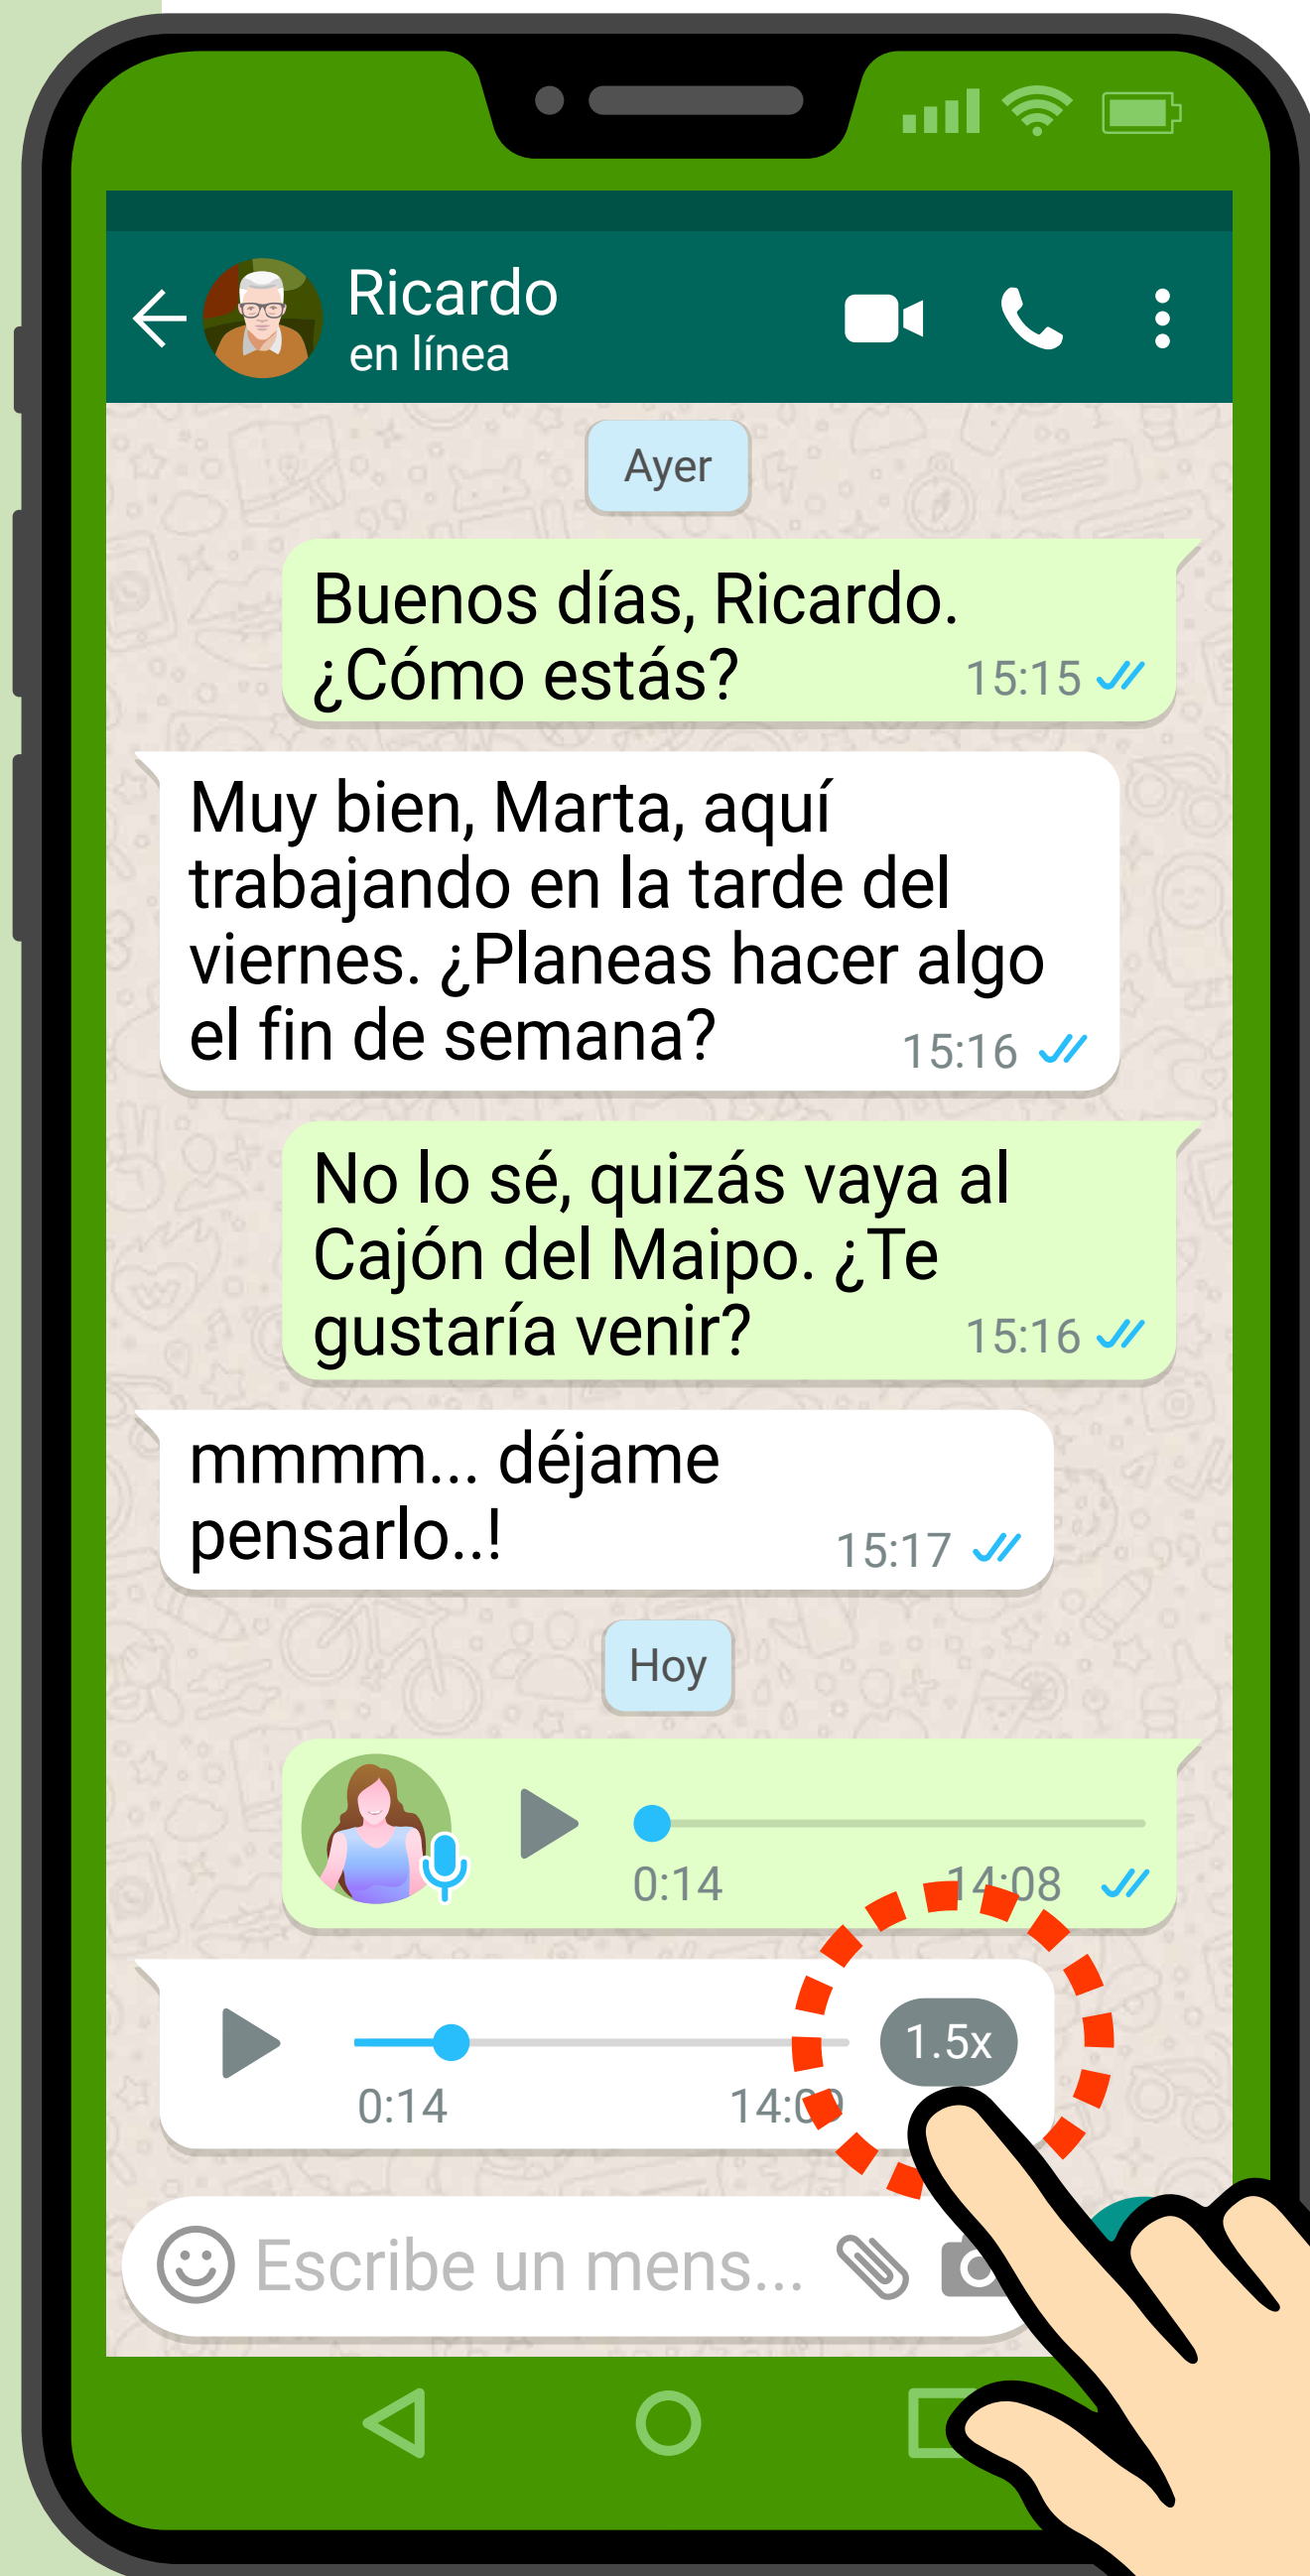 Ricardo
en línea
Ayer
Buenos días, Ricardo.
¿Cómo estás?
15:15
Muy bien, Marta, aquí
trabajando en la tarde del
viernes. ¿Planeas hacer algo
el fin de semana?
15:16
No lo sé, quizás vaya al
Cajón del Maipo. ¿Te
gustaría venir?
15:16
mmmm... déjame
pensarlo..!
15:17
Hoy
0:14 14:08
1.5x
0:14 14:09
Escribe un mens...